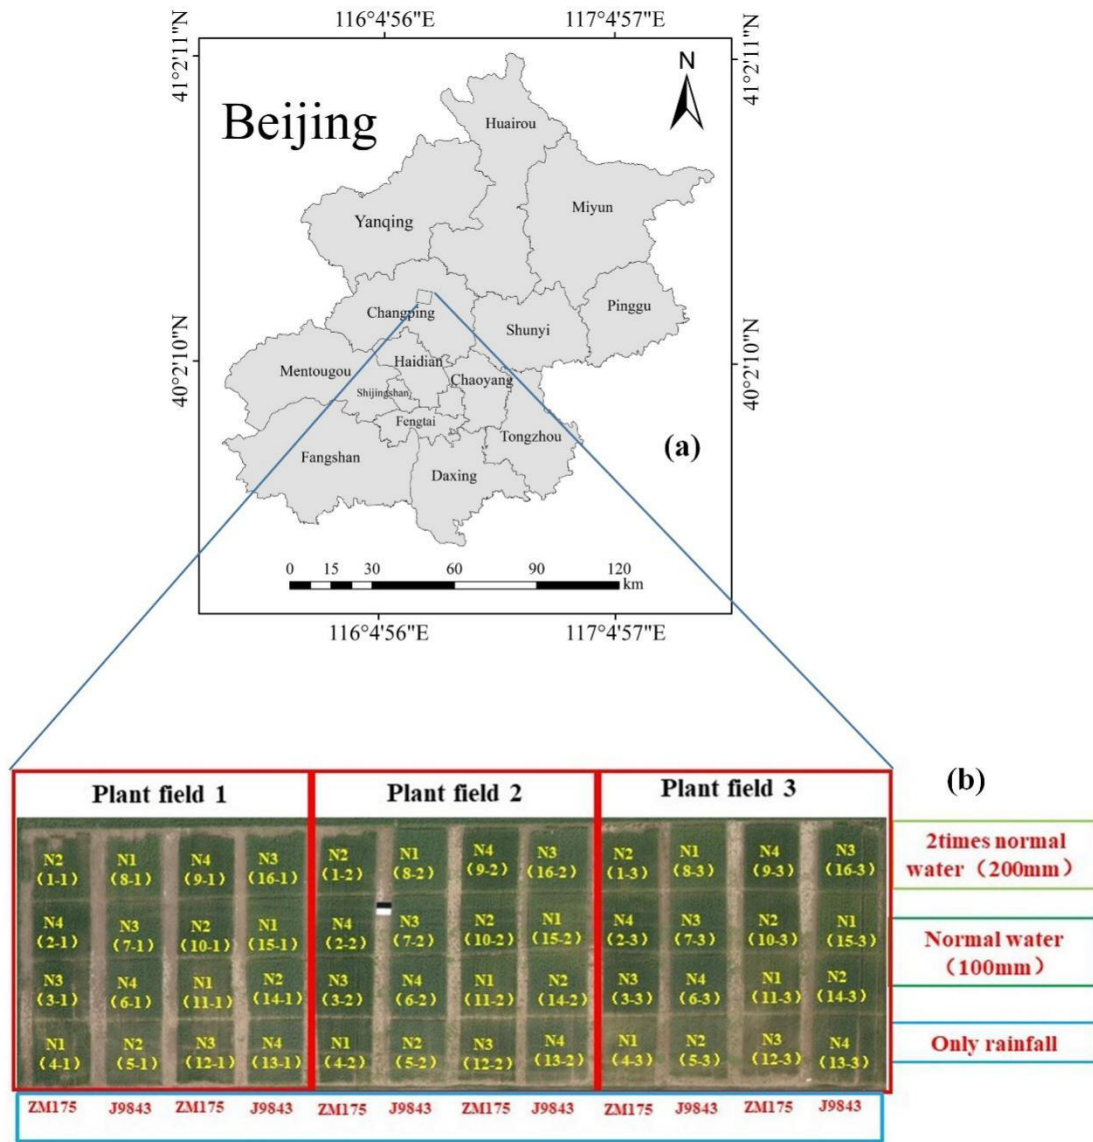 116°4'56"E
117°4'57"E
41°2'11"N
41°2'11"N
N
Beijing
Huairou
Yanqing
Miyun
Changping
Shunyi
Pinggu
Mentougou
Haidian
Chaoyang
Shijingshan
Fengtai
Tongzhou
Fangshan
Daxing
(a)
40°2'10"N
40°2'10"N
0 15 30 60 90 120
km
116°4'56"E
117°4'57"E
(b)
Plant field 1
Plant field 2
Plant field 3
N2 N1 N4 N3 N2 N1 N4 N3 N2 N1 N4 N3
(1-1) (8-1) (9-1) (16-1) (1-2) (8-2) (9-2) (16-2) (1-3) (8-3) (9-3) (16-3)
N4 N3 N2 N1 N4 N3 N2 N1 N4 N3 N2 N1
(2-1) (7-1) (10-1) (15-1) (2-2) (7-2) (10-2) (15-2) (2-3) (7-3) (10-3) (15-3)
N3 N4 N1 N2 N3 N4 N1 N2 N3 N4 N1 N2
(3-1) (6-1) (11-1) (14-1) (3-2) (6-2) (11-2) (14-2) (3-3) (6-3) (11-3) (14-3)
N1 N2 N3 N4 N1 N2 N3 N4 N1 N2 N3 N4
(4-1) (5-1) (12-1) (13-1) (4-2) (5-2) (12-2) (13-2) (4-3) (5-3) (12-3) (13-3)
2times normal
water（200mm）
Normal water
（100mm）
Only rainfall
ZM175 J9843 ZM175 J9843 ZM175 J9843 ZM175 J9843 ZM175 J9843 ZM175 J9843